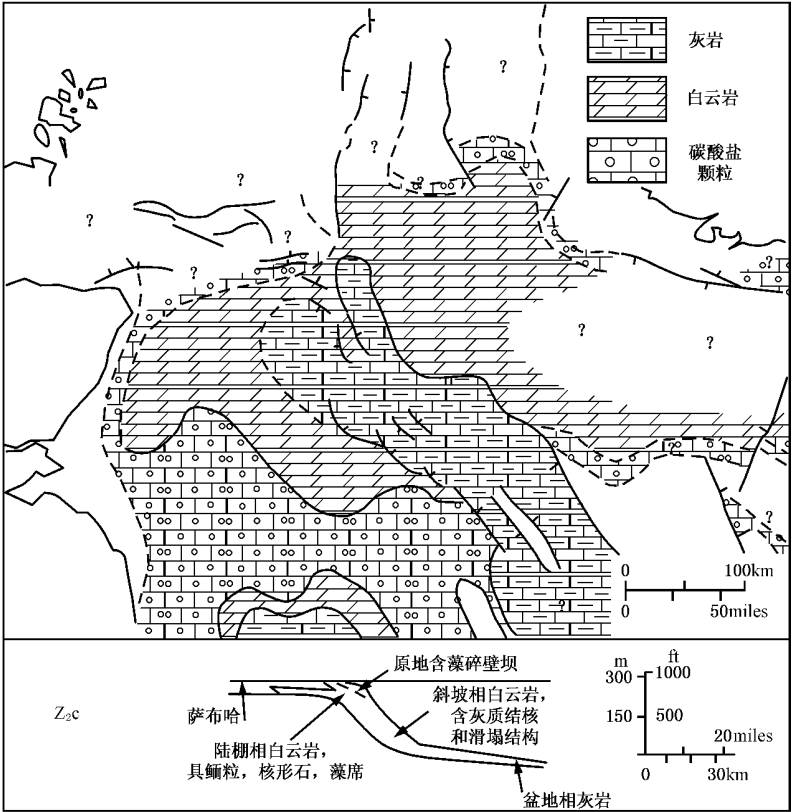 灰岩
白云岩
碳酸盐
颗粒
?
?
?
?
?
?
?
?
?
?
?
?
?
?
0 100km
0 50miles
Z₂c
萨布哈
原地含藻碎壁坝
斜坡相白云岩，
含灰质结核
和滑塌结构
陆棚相白云岩，
具鲕粒，核形石，藻席
盆地相灰岩
m ft
300 1000
150 500
20miles
0 30km